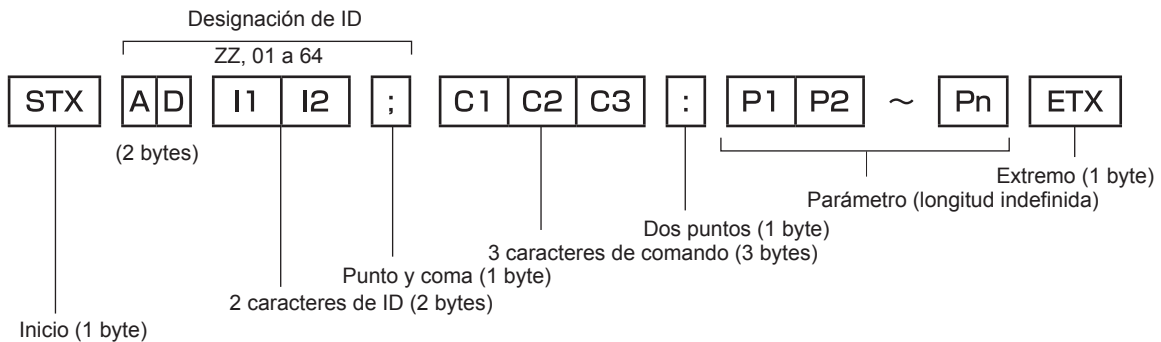 Designación de ID
ZZ, 01 a 64
STX A D I1 I2 ; C1 C2 C3 : P1 P2 ～ Pn ETX
(2 bytes)
Extremo (1 byte)
Parámetro (longitud indefinida)
Dos puntos (1 byte)
3 caracteres de comando (3 bytes)
Punto y coma (1 byte)
2 caracteres de ID (2 bytes)
Inicio (1 byte)